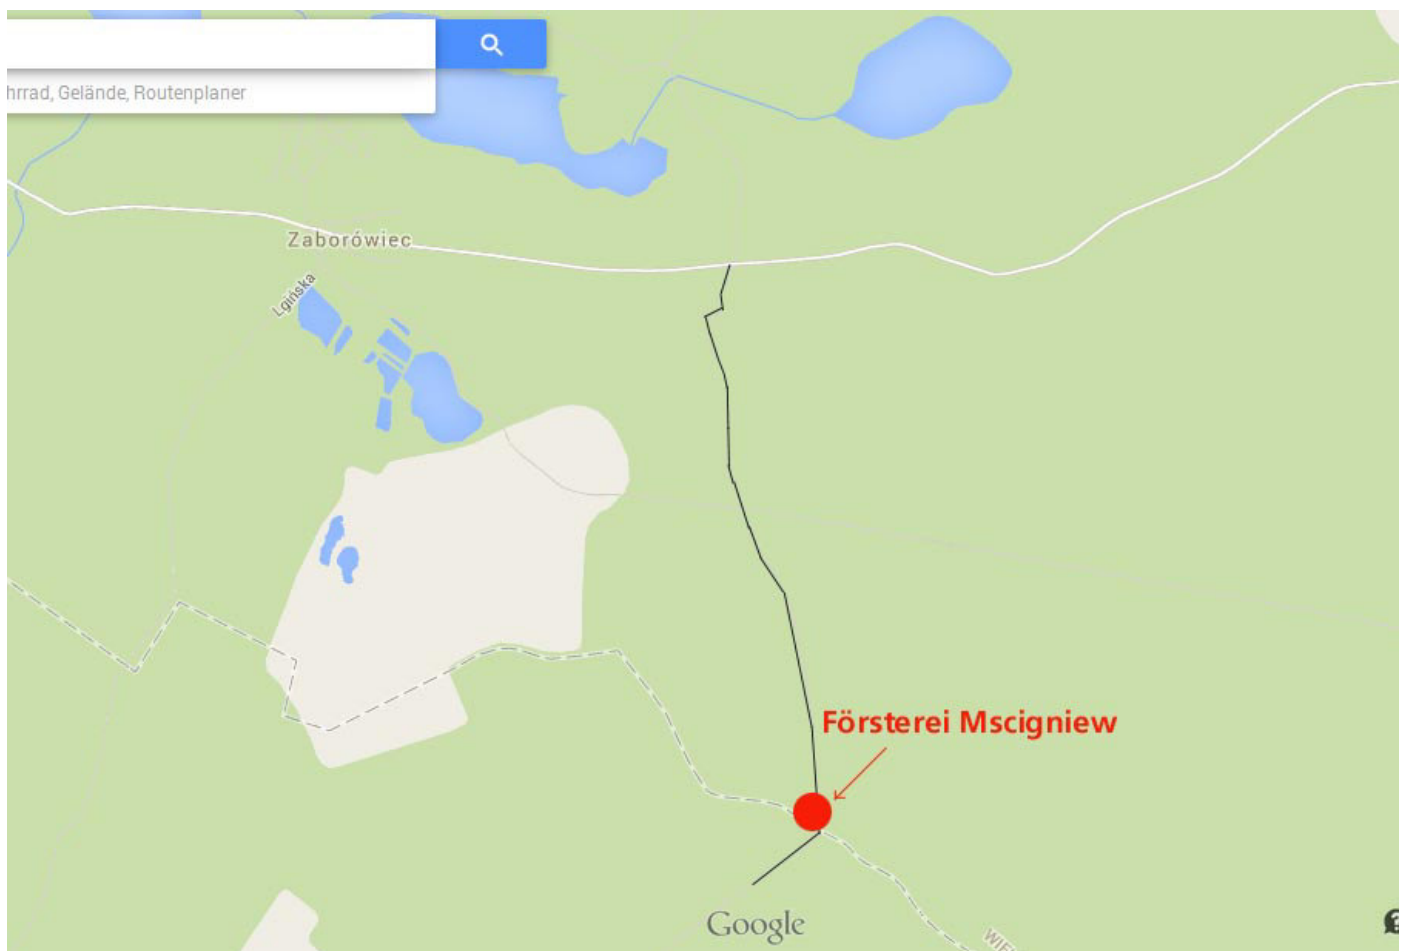 hrrad, Gelände, Routenplaner
Zaborówiec
Lgińska
Försterei Mscigniew
Google